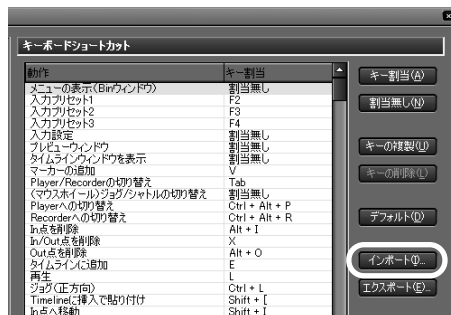 キーボードショートカット
動作 キー割当
メニューの表示(Binウィンドウ) 割当無し
入力プリセット1 F2
入力プリセット2 F3
入力プリセット3 F4
入力設定 割当無し
プレビューウィンドウ 割当無し
タイムラインウィンドウを表示 割当無し
マーカーの追加 V
Player/Recorderの切り替え Tab
(マウスホイール)ジョグ/シャトルの切り替え 割当無し
Playerへの切り替え Ctrl + Alt + P
Recorderへの切り替え Ctrl + Alt + R
In点を削除 Alt + I
In/Out点を削除 X
Out点を削除 Alt + O
タイムラインに追加 E
再生 L
ジョグ(正方向) Ctrl + L
Timelineに挿入で貼り付け Shift + [
In点へ移動 Shift + I
キー割当(A)
割当無し(N)
キーの複製(U)
キーの削除(L)
デフォルト(D)
インポート(I)...
エクスポート(E)...